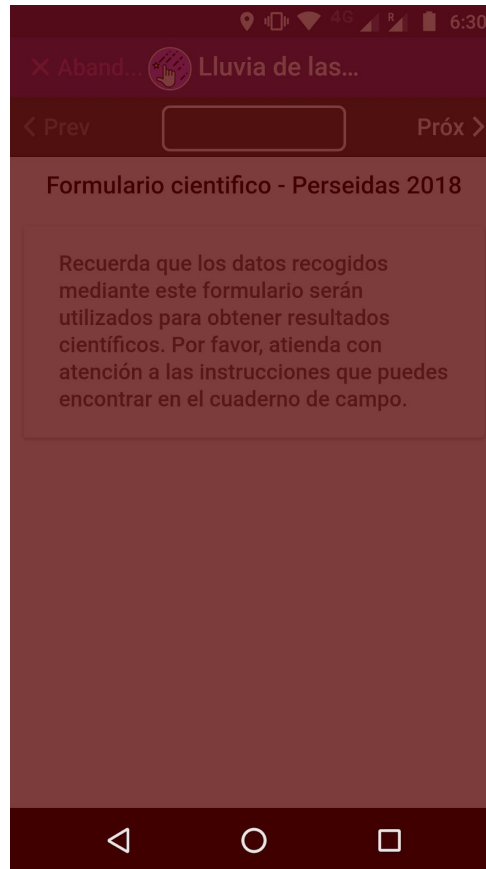 4G R 6:30
Aband... Lluvia de las...
Prev Próx
Formulario cientifico - Perseidas 2018
Recuerda que los datos recogidos
mediante este formulario serán
utilizados para obtener resultados
científicos. Por favor, atienda con
atención a las instrucciones que puedes
encontrar en el cuaderno de campo.